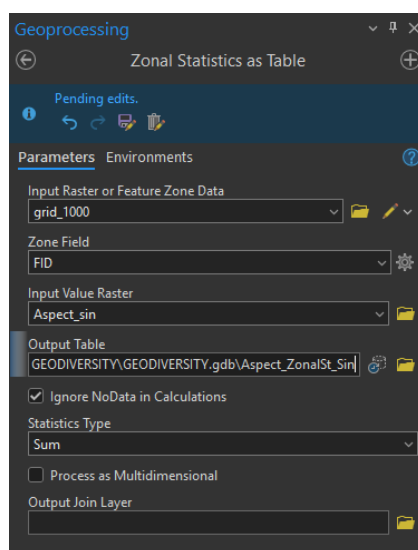 Geoprocessing
Zonal Statistics as Table
Pending edits.
Parameters Environments
Input Raster or Feature Zone Data
grid_1000
Zone Field
FID
Input Value Raster
Aspect_sin
Output Table
GEODIVERSITY\GEODIVERSITY.gdb\Aspect_ZonalSt_Sin
Ignore NoData in Calculations
Statistics Type
Sum
Process as Multidimensional
Output Join Layer